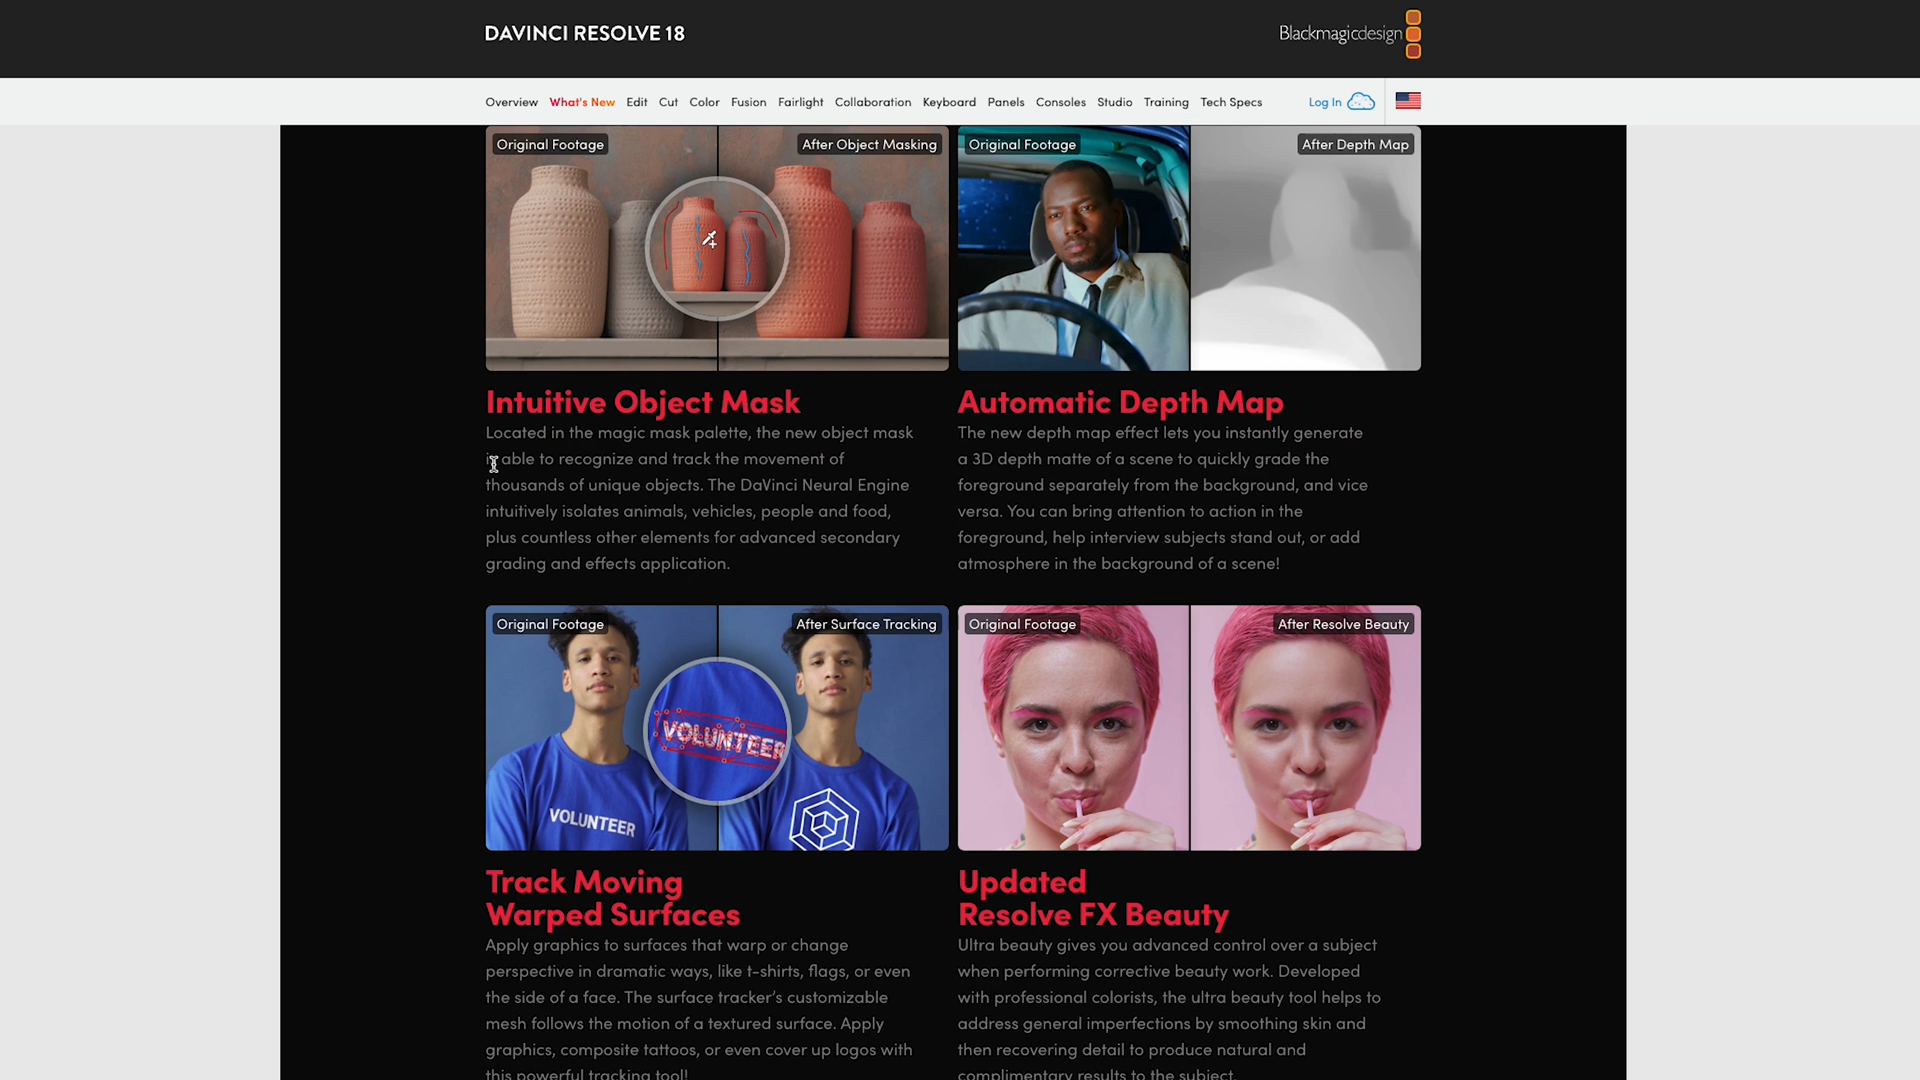 DAVINCI RESOLVE 18
Blackmagicdesign
Overview What's New Edit Cut Color Fusion Fairlight Collaboration Keyboard Panels Consoles Studio Training Tech Specs Log In
Original Footage After Object Masking
Original Footage After Depth Map
Intuitive Object Mask
Located in the magic mask palette, the new object mask
is able to recognize and track the movement of
thousands of unique objects. The DaVinci Neural Engine
intuitively isolates animals, vehicles, people and food,
plus countless other elements for advanced secondary
grading and effects application.
Automatic Depth Map
The new depth map effect lets you instantly generate
a 3D depth matte of a scene to quickly grade the
foreground separately from the background, and vice
versa. You can bring attention to action in the
foreground, help interview subjects stand out, or add
atmosphere in the background of a scene!
Original Footage After Surface Tracking
VOLUNTEER
VOLUNTEER
Original Footage After Resolve Beauty
Track Moving
Warped Surfaces
Apply graphics to surfaces that warp or change
perspective in dramatic ways, like t-shirts, flags, or even
the side of a face. The surface tracker's customizable
mesh follows the motion of a textured surface. Apply
graphics, composite tattoos, or even cover up logos with
this powerful tracking tool!
Updated
Resolve FX Beauty
Ultra beauty gives you advanced control over a subject
when performing corrective beauty work. Developed
with professional colorists, the ultra beauty tool helps to
address general imperfections by smoothing skin and
then recovering detail to produce natural and
complimentary results to the subject.